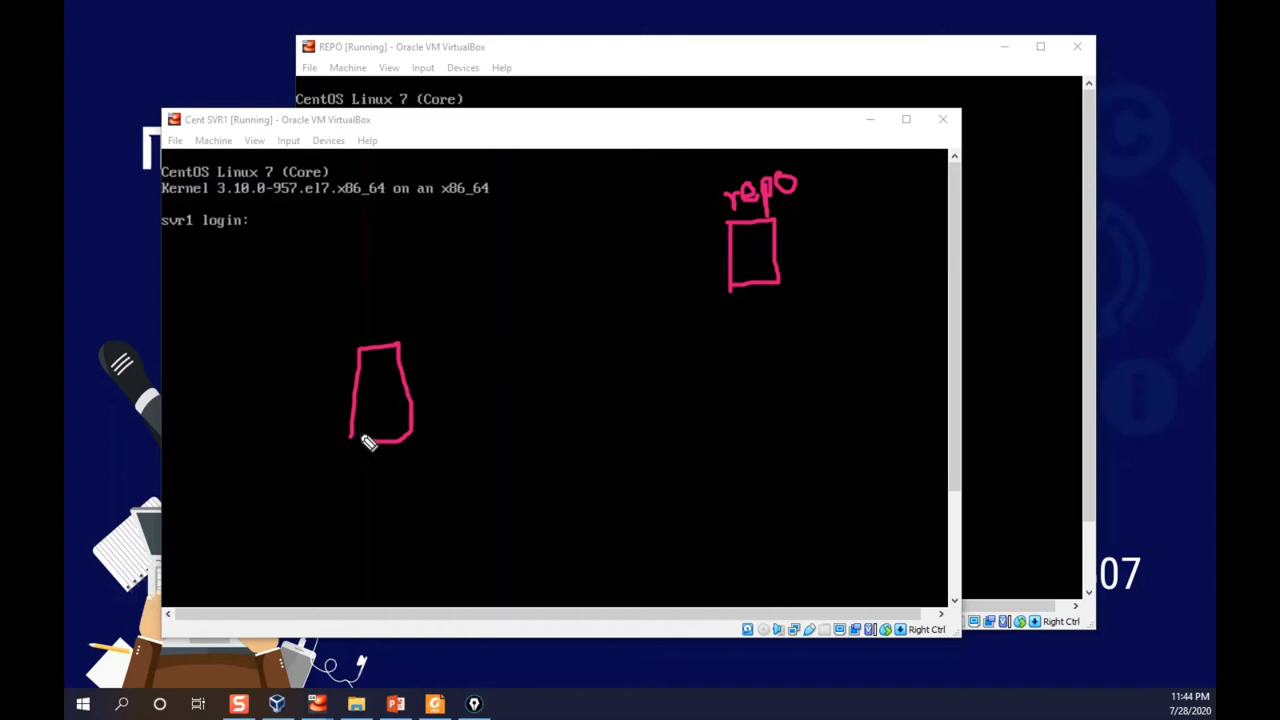 REPO [Running] - Oracle VM VirtualBox
File Machine View Input Devices Help
CentOS Linux 7 (Core)
Cent SVR1 [Running] - Oracle VM VirtualBox
File Machine View Input Devices Help
CentOS Linux 7 (Core)
Kernel 3.10.0-957.el7.x86_64 on an x86_64
svr1 login:
repo
07
Right Ctrl
Right Ctrl
11:44 PM
7/28/2020